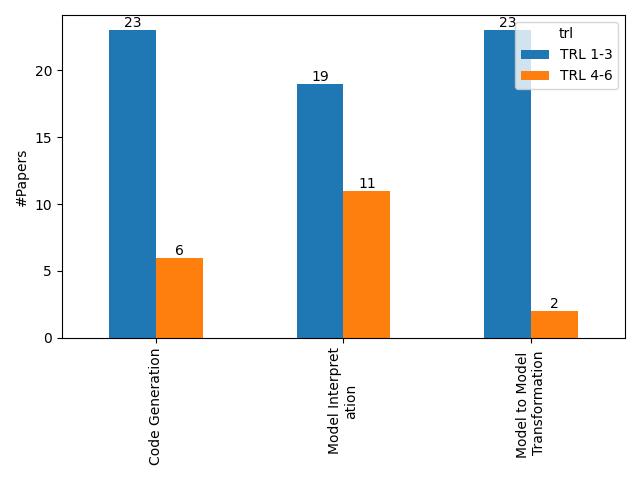 23
23
trl
TRL 1-3
TRL 4-6
19
11
6
2
#Papers
20
15
10
5
0
Code Generation
Model Interpret
ation
Model to Model
Transformation